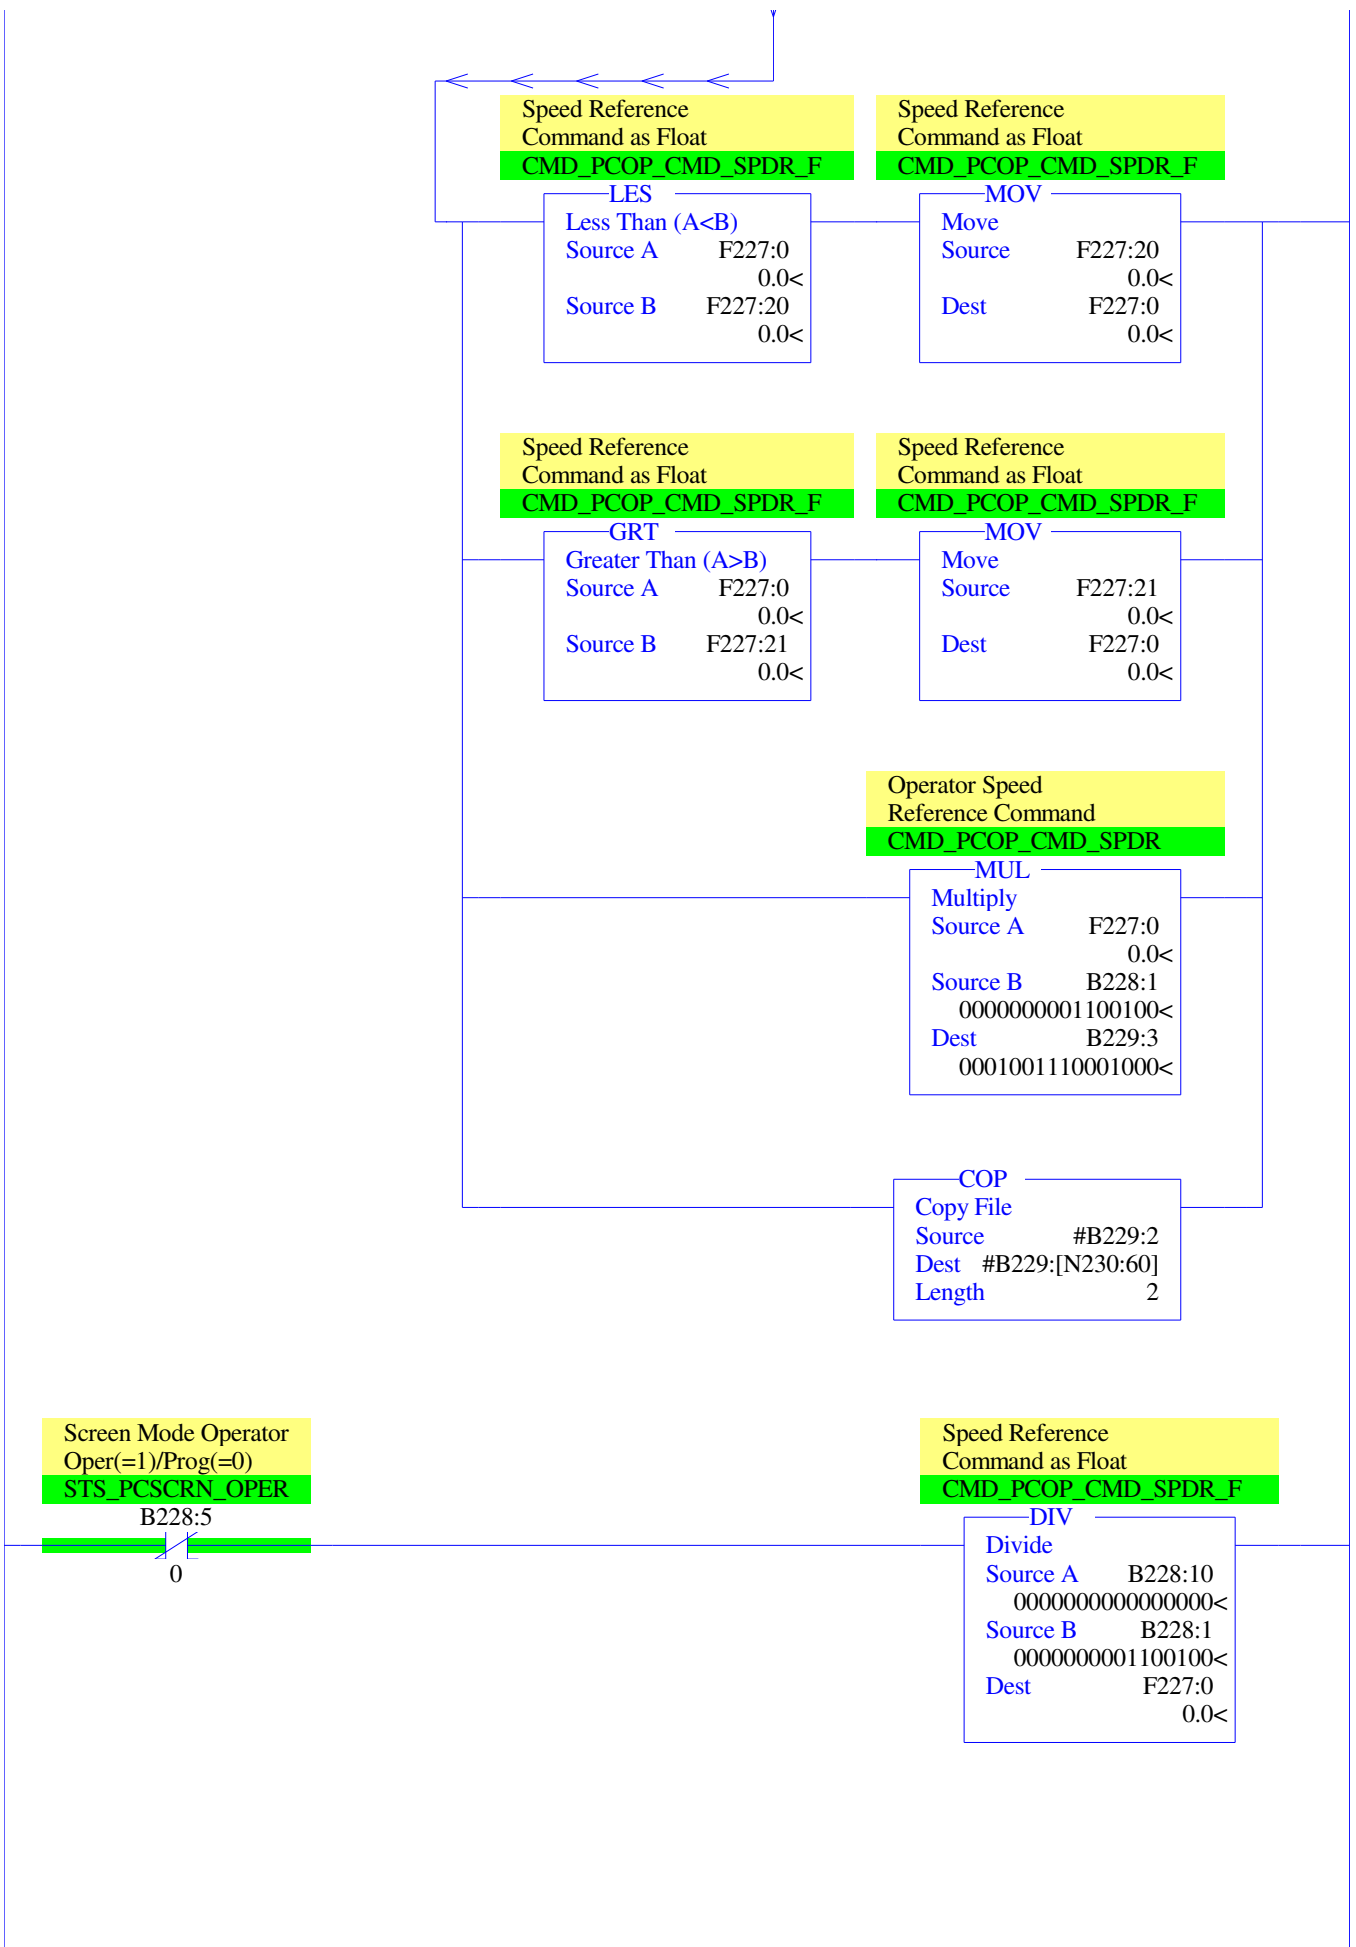 Speed Reference
Command as Float
CMD_PCOP_CMD_SPDR_F
LES
Less Than (A<B)
Source A F227:0
0.0<
Source B F227:20
0.0<
Speed Reference
Command as Float
CMD_PCOP_CMD_SPDR_F
MOV
Move
Source F227:20
0.0<
Dest F227:0
0.0<
Speed Reference
Command as Float
CMD_PCOP_CMD_SPDR_F
GRT
Greater Than (A>B)
Source A F227:0
0.0<
Source B F227:21
0.0<
Speed Reference
Command as Float
CMD_PCOP_CMD_SPDR_F
MOV
Move
Source F227:21
0.0<
Dest F227:0
0.0<
Operator Speed
Reference Command
CMD_PCOP_CMD_SPDR
MUL
Multiply
Source A F227:0
0.0<
Source B B228:1
0000000001100100<
Dest B229:3
0001001110001000<
COP
Copy File
Source #B229:2
Dest #B229:[N230:60]
Length 2
Screen Mode Operator
Oper(=1)/Prog(=0)
STS_PCSCRN_OPER
B228:5
0
Speed Reference
Command as Float
CMD_PCOP_CMD_SPDR_F
DIV
Divide
Source A B228:10
0000000000000000<
Source B B228:1
0000000001100100<
Dest F227:0
0.0<